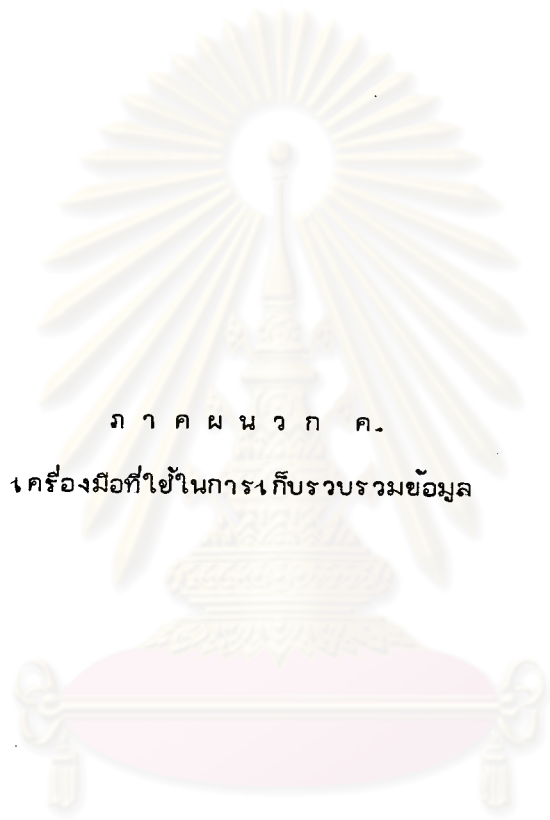 ภ า ค ผ น ว ก ค.
เครื่องมือที่ใช้ในการเก็บรวบรวมข้อมูล